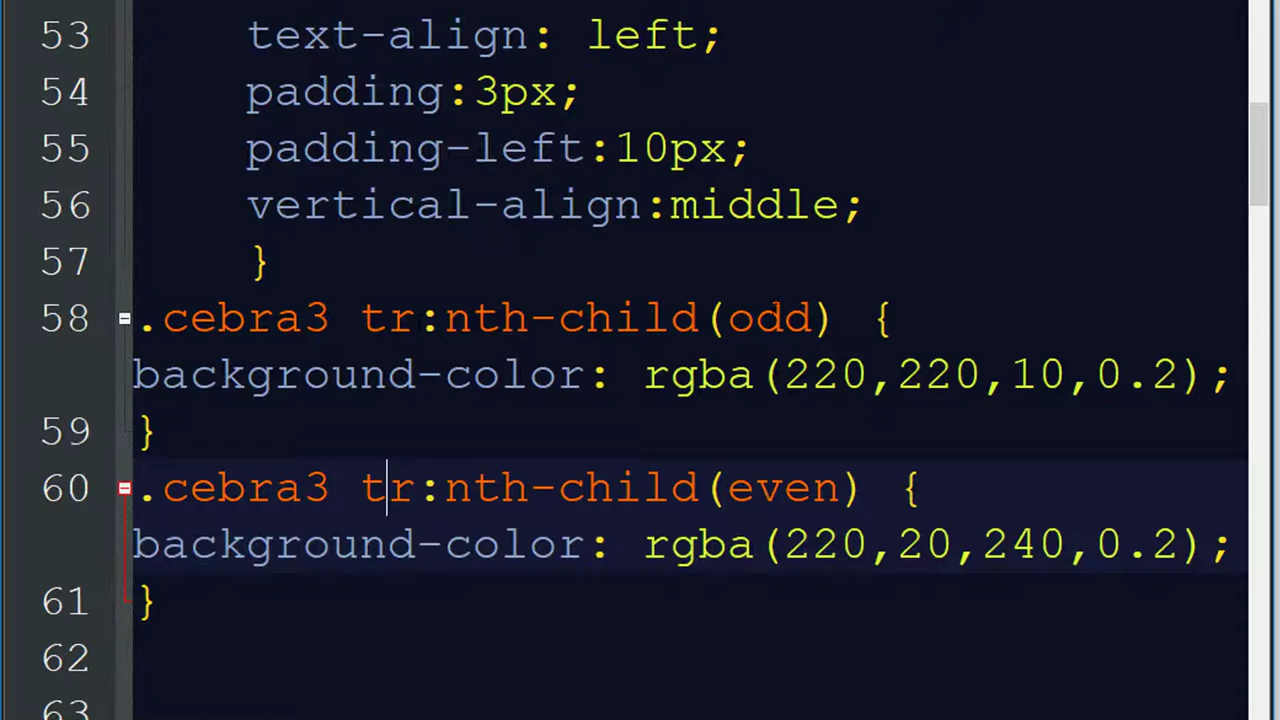 53 text-align: left;
54 padding:3px;
55 padding-left:10px;
56 vertical-align:middle;
57 }
58 .cebra3 tr:nth-child(odd) {
background-color: rgba(220,220,10,0.2);
59 }
60 .cebra3 tr:nth-child(even) {
background-color: rgba(220,20,240,0.2);
61 }
62
63